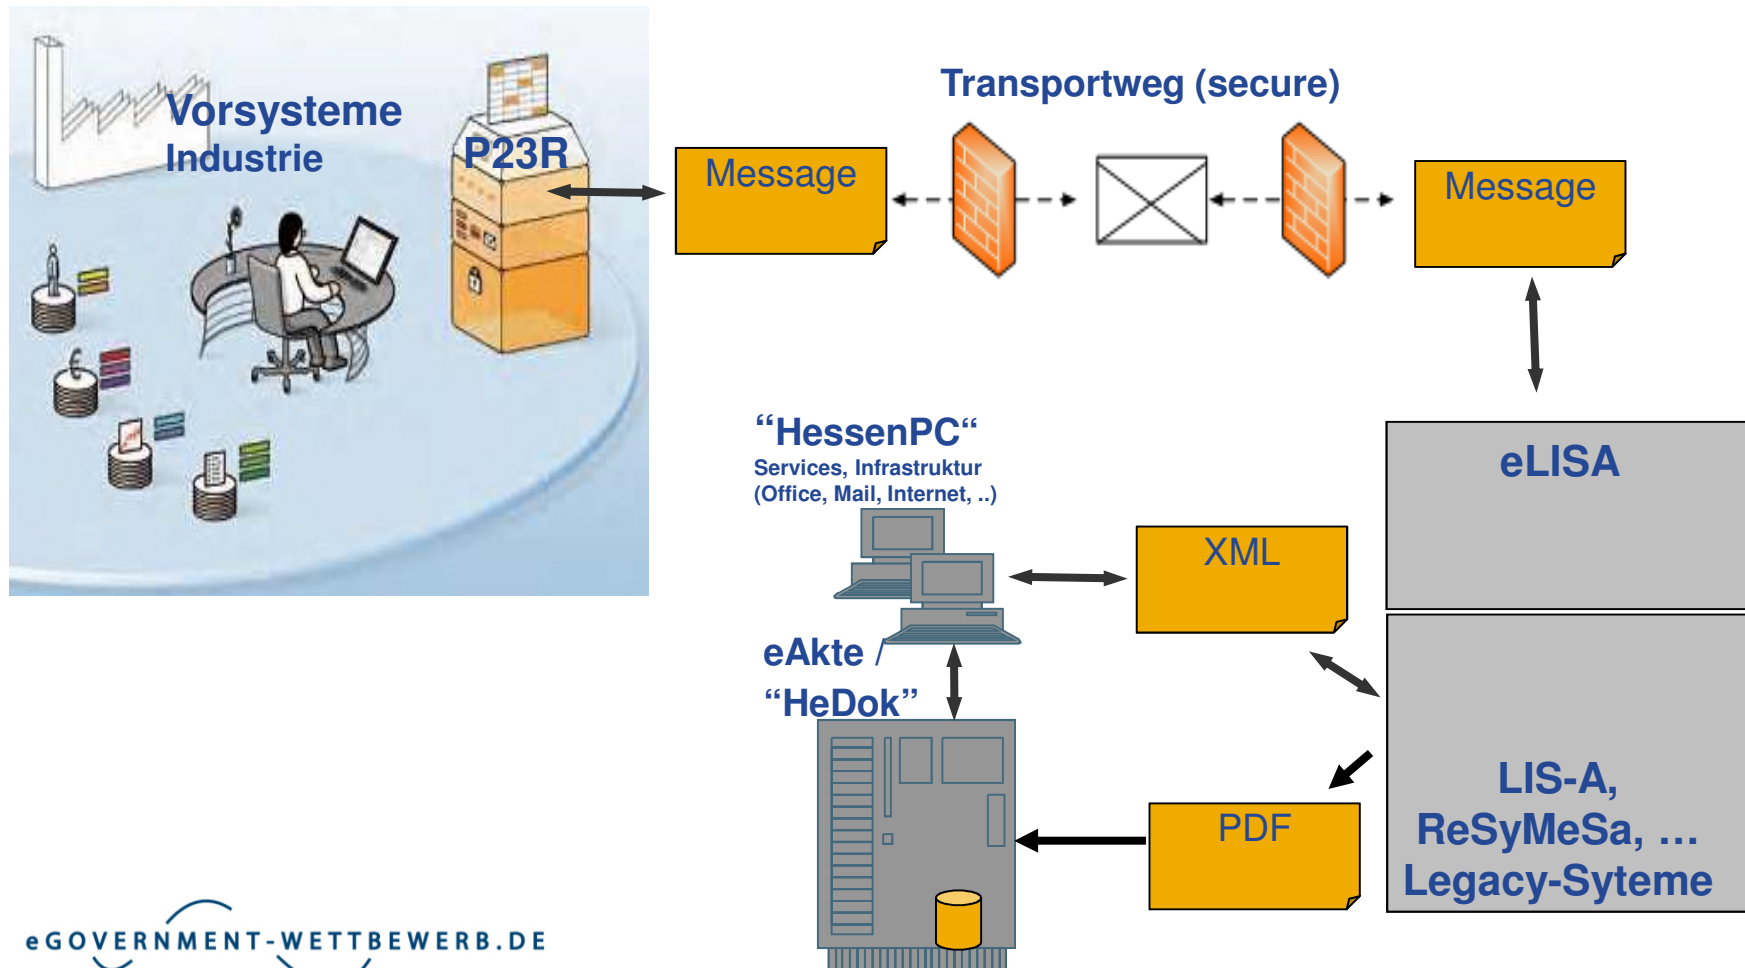 Vorsysteme
Industrie
P23R
Message
Transportweg (secure)
Message
“HessenPC“
Services, Infrastruktur
(Office, Mail, Internet, ..)
eLISA
XML
eAkte /
“HeDok”
PDF
LIS-A,
ReSyMeSa, ...
Legacy-Syteme
eGOVERNMENT-WETTBEWERB.DE